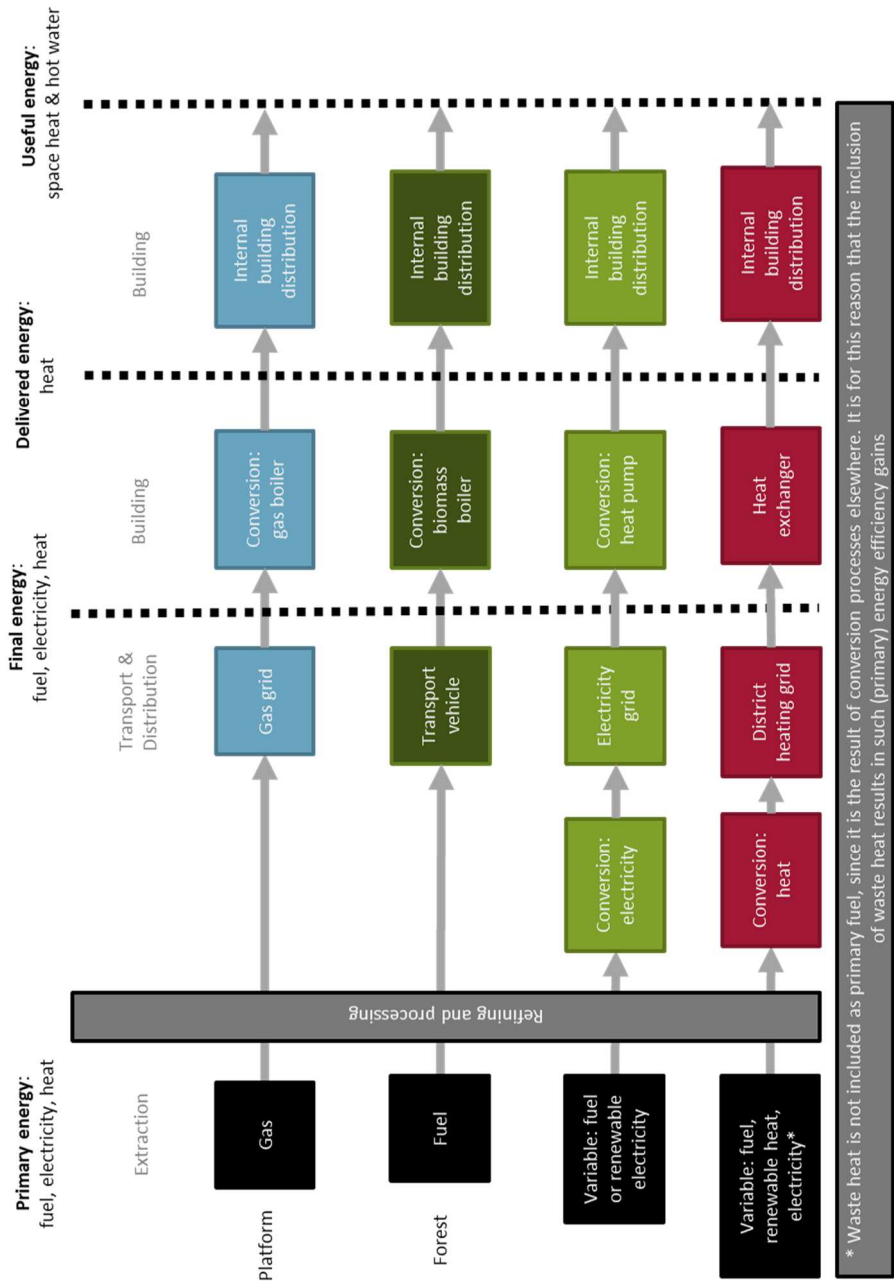 Primary energy:
fuel, electricity, heat
Final energy:
fuel, electricity, heat
Delivered energy:
heat
Useful energy:
space heat & hot water
Extraction
Transport &
Distribution
Building
Building
Platform
Gas
Gas grid
Conversion:
gas boiler
Internal
building
distribution
Forest
Fuel
Transport
vehicle
Conversion:
biomass
boiler
Internal
building
distribution
Refining and processing
Variable: fuel
or renewable
electricity
Conversion:
electricity
Electricity
grid
Conversion:
heat pump
Internal
building
distribution
Variable: fuel,
renewable heat,
electricity*
Conversion:
heat
District
heating grid
Heat
exchanger
Internal
building
distribution
* Waste heat is not included as primary fuel, since it is the result of conversion processes elsewhere. It is for this reason that the inclusion
of waste heat results in such (primary) energy efficiency gains